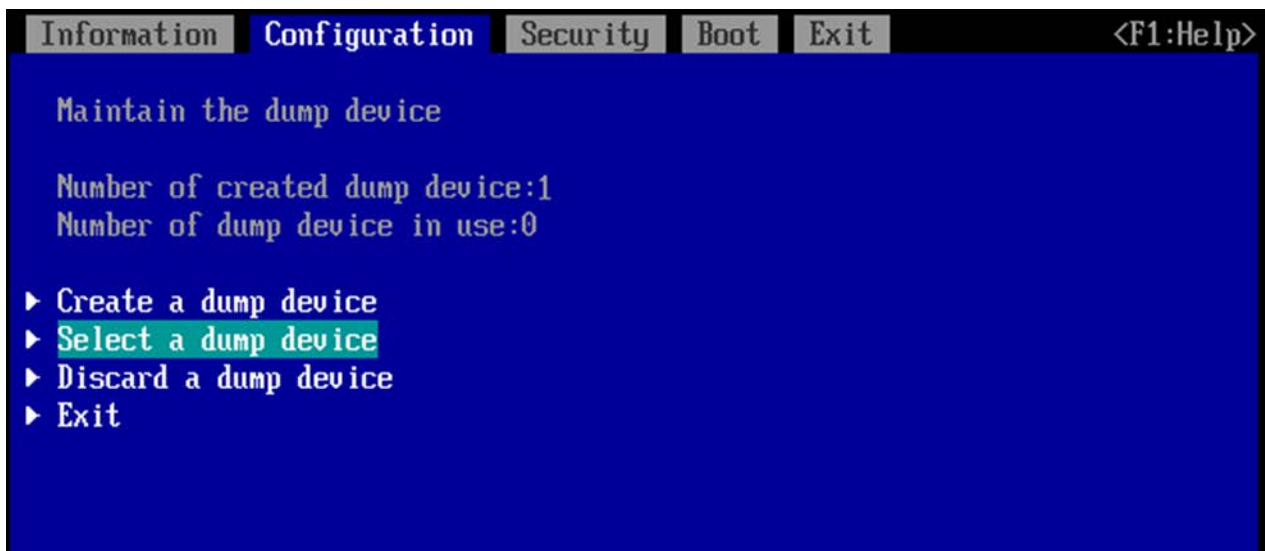 Information Configuration Security Boot Exit <F1:Help>
Maintain the dump device
Number of created dump device:1
Number of dump device in use:0
Create a dump device
Select a dump device
Discard a dump device
Exit